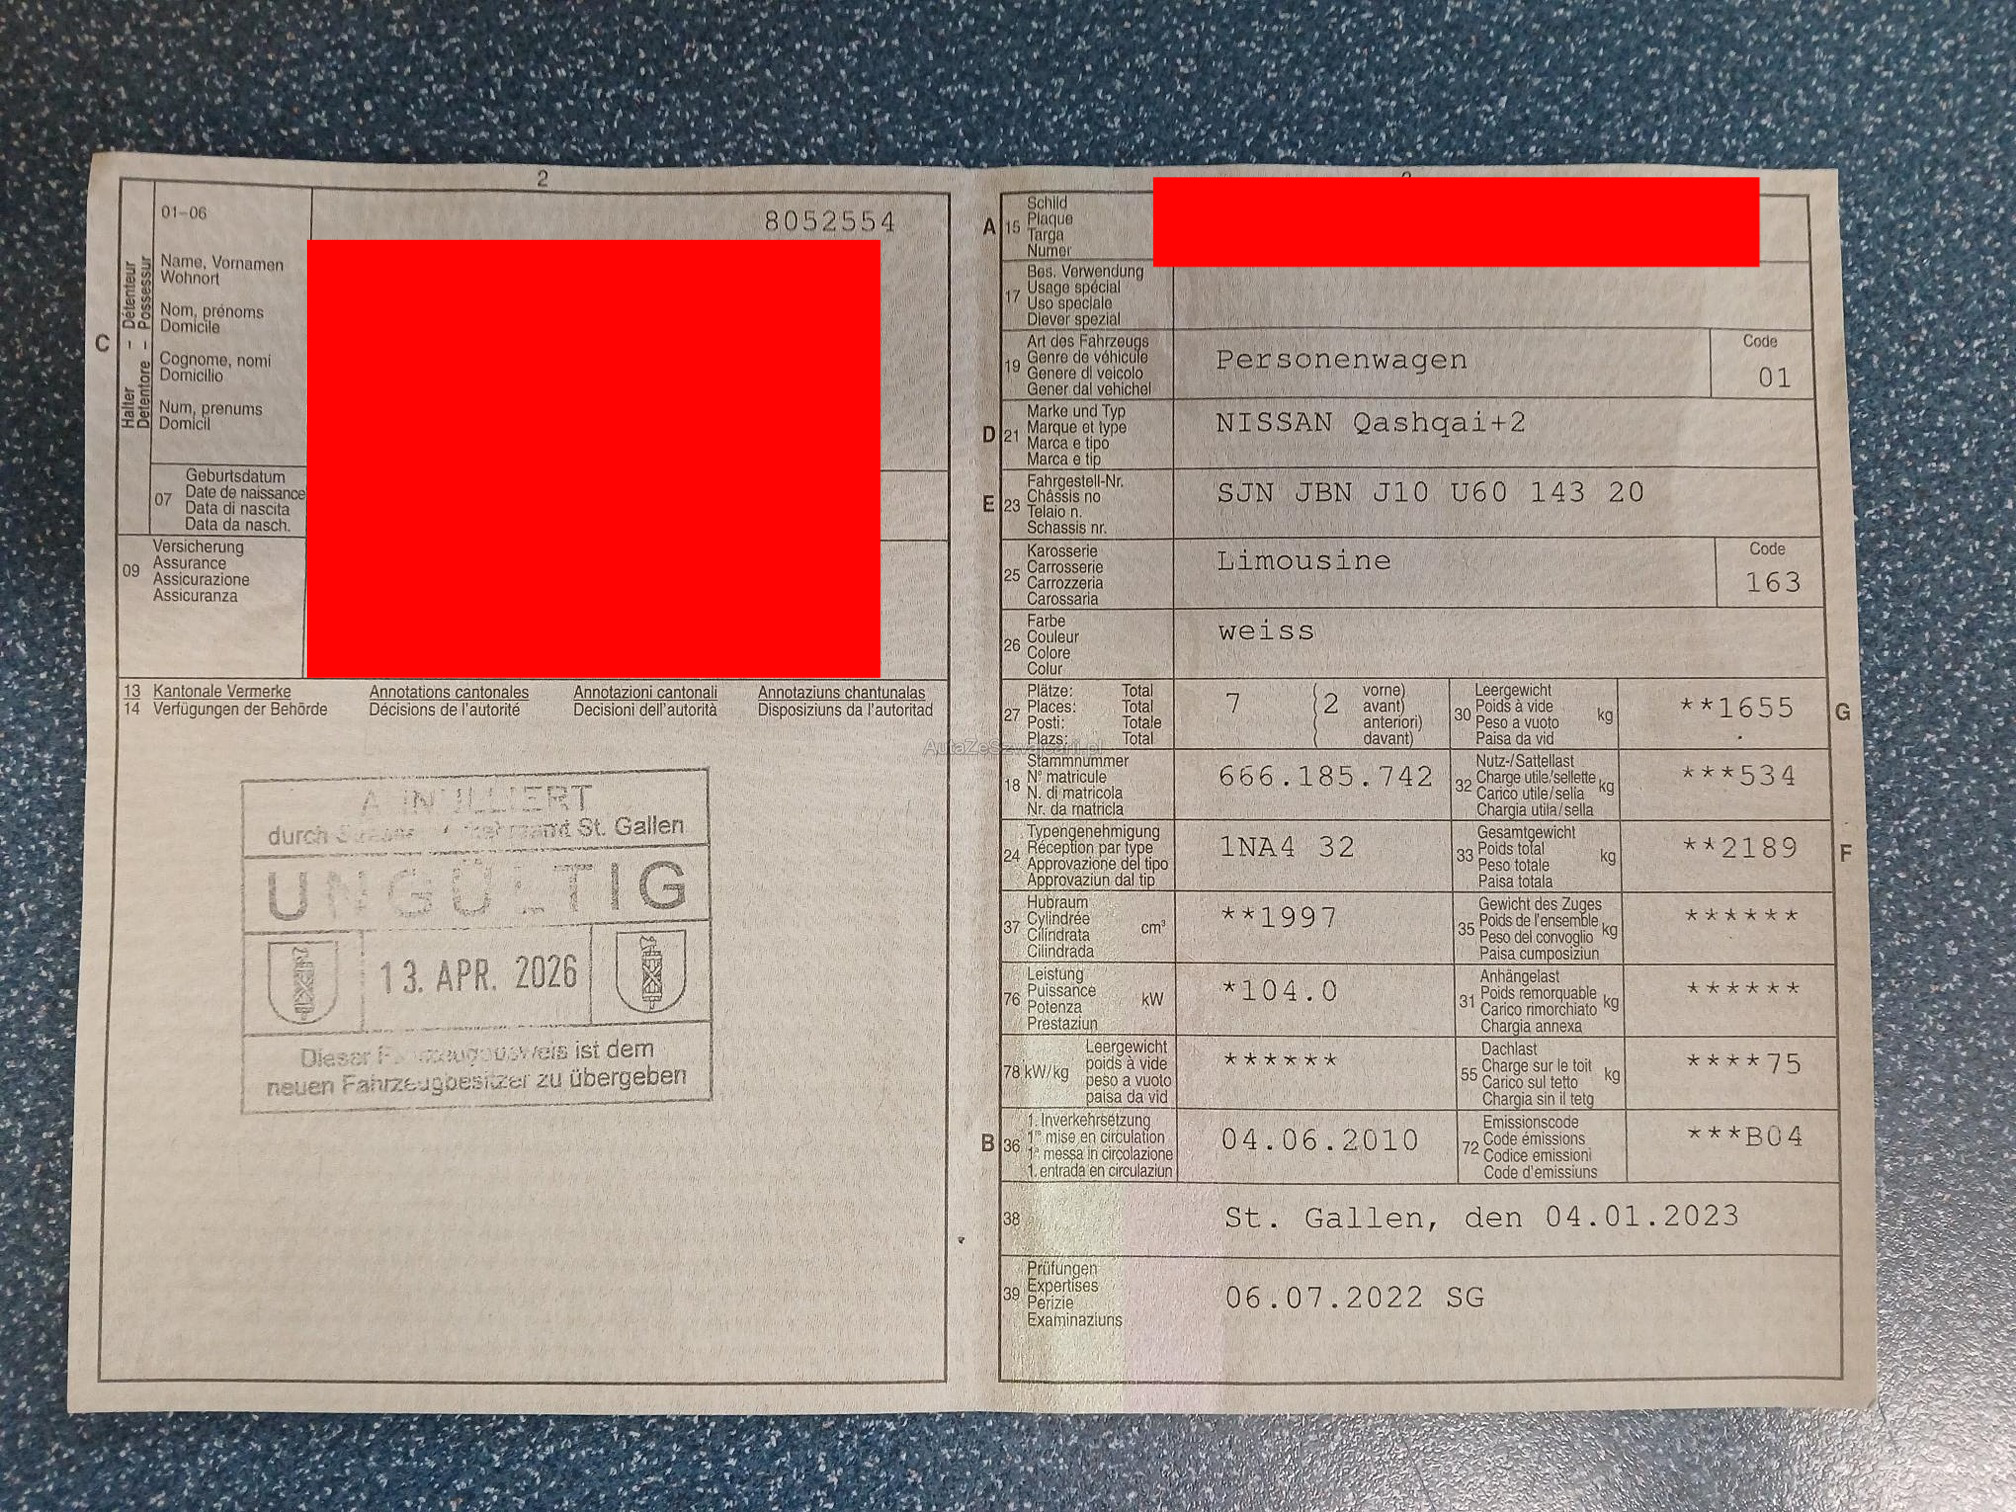 2
01-06
8052554
Halter - Détenteur
Detentore - Possessur
C
Name, Vornamen
Wohnort
Nom, prénoms
Domicile
Cognome, nomi
Domicilio
Num, prenums
Domicil
07
Geburtsdatum
Date de naissance
Data di nascita
Data da nasch.
09
Versicherung
Assurance
Assicurazione
Assicuranza
13 Kantonale Vermerke Annotations cantonales Annotazioni cantonali Annotaziuns chantunalas
14 Verfügungen der Behörde Décisions de l'autorité Decisioni dell'autorità Disposiziuns da l'autoritad
ANNULLIERT
durch St. Gallen
UNGÜLTIG
13. APR. 2026
Dieser Fahrzeugausweis ist dem
neuen Fahrzeugbesitzer zu übergeben
AutaZeSzwajcarii.pl
A 15
Schild
Plaque
Targa
Numer
17
Bes. Verwendung
Usage spécial
Uso speciale
Diever spezial
19
Art des Fahrzeugs
Genre de véhicule
Genere di veicolo
Gener dal vehichel
Personenwagen
Code
01
D 21
Marke und Typ
Marque et type
Marca e tipo
Marca e tip
NISSAN Qashqai+2
E 23
Fahrgestell-Nr.
Châssis no
Telaio n.
Schassis nr.
SJN JBN J10 U60 143 20
25
Karosserie
Carrosserie
Carrozzeria
Carossaria
Limousine
Code
163
26
Farbe
Couleur
Colore
Colur
weiss
27
Plätze: Total
Places: Total
Posti: Totale
Plazs: Total
7
(2 vorne)
( avant)
( anteriori)
( davant)
30
Leergewicht
Poids à vide
Peso a vuoto
Paisa da vid
kg
**1655
G
18
Stammnummer
N° matricule
N. di matricola
Nr. da matricla
666.185.742
32
Nutz-/Sattellast
Charge utile/sellette
Carico utile/sella
Chargia utila/sella
kg
***534
24
Typengenehmigung
Réception par type
Approvazione del tipo
Approvaziun dal tip
1NA4 32
33
Gesamtgewicht
Poids total
Peso totale
Paisa totala
kg
**2189
F
37
Hubraum
Cylindrée
Cilindrata
Cilindrada
cm³
**1997
35
Gewicht des Zuges
Poids de l'ensemble
Peso del convoglio
Paisa cumposiziun
kg
******
76
Leistung
Puissance
Potenza
Prestaziun
kW
*104.0
31
Anhängelast
Poids remorquable
Carico rimorchiato
Chargia annexa
kg
******
78 kW/kg
Leergewicht
poids à vide
peso a vuoto
paisa da vid
******
55
Dachlast
Charge sur le toit
Carico sul tetto
Chargia sin il tetg
kg
****75
B 36
1. Inverkehrsetzung
1re mise en circulation
1a messa in circolazione
1. entrada en circulaziun
04.06.2010
72
Emissionscode
Code émissions
Codice emissioni
Code d'emissiuns
***B04
38
St. Gallen, den 04.01.2023
39
Prüfungen
Expertises
Perizie
Examinaziuns
06.07.2022 SG